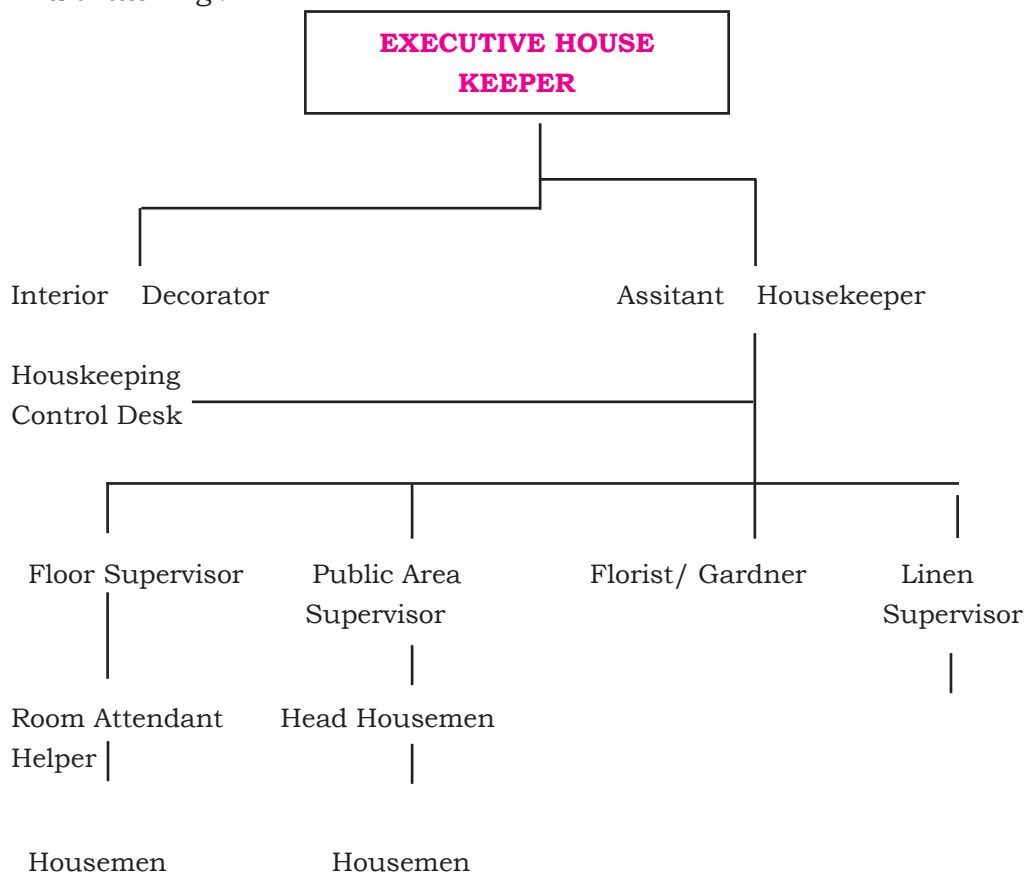 EXECUTIVE HOUSE
KEEPER
Interior Decorator
Assitant Housekeeper
Houskeeping
Control Desk
Floor Supervisor
Public Area
Supervisor
Florist/ Gardner
Linen
Supervisor
Room Attendant
Helper
Head Housemen
Housemen
Housemen